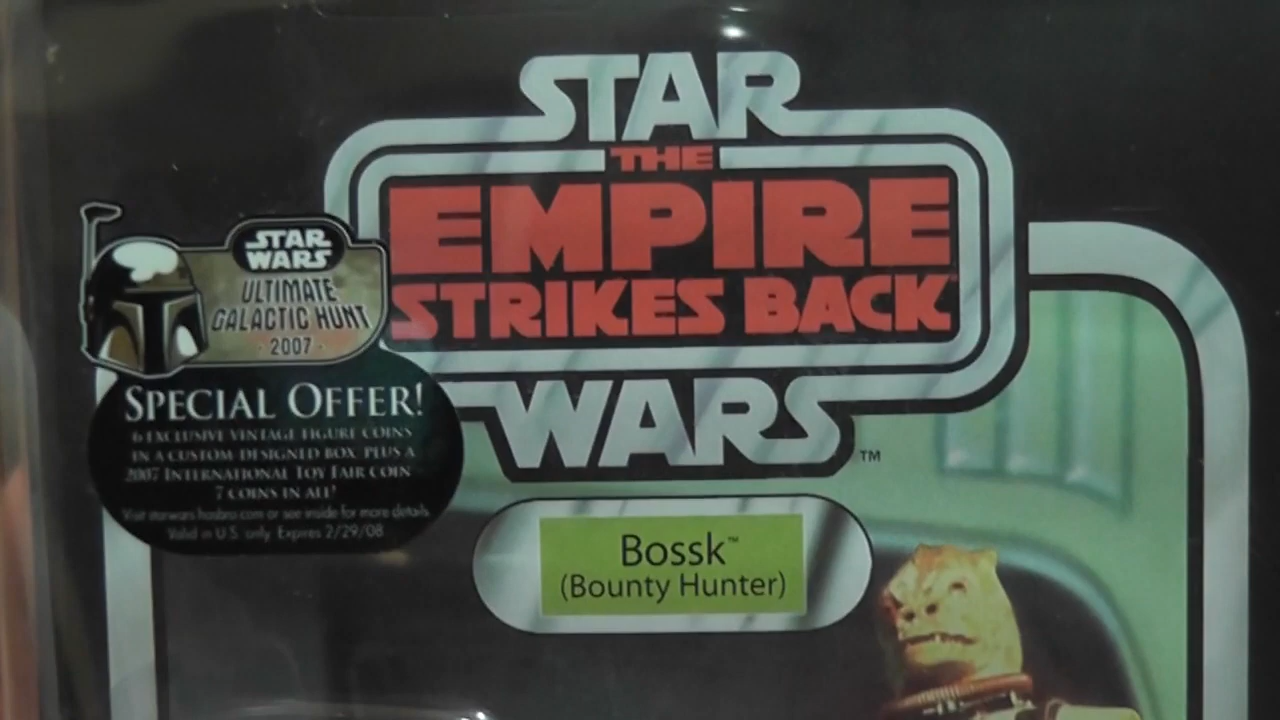 STAR
THE
EMPIRE
STRIKES BACK
WARS
™
STAR
WARS
ULTIMATE
GALACTIC HUNT
- 2007 -
SPECIAL OFFER!
6 EXCLUSIVE VINTAGE FIGURE COINS
IN A CUSTOM DESIGNED BOX, PLUS A
2007 INTERNATIONAL TOY FAIR COIN
7 COINS IN ALL!
Visit starwars.hasbro.com or see inside for more details.
Valid in U.S. only. Expires 2/29/08
Bossk™
(Bounty Hunter)